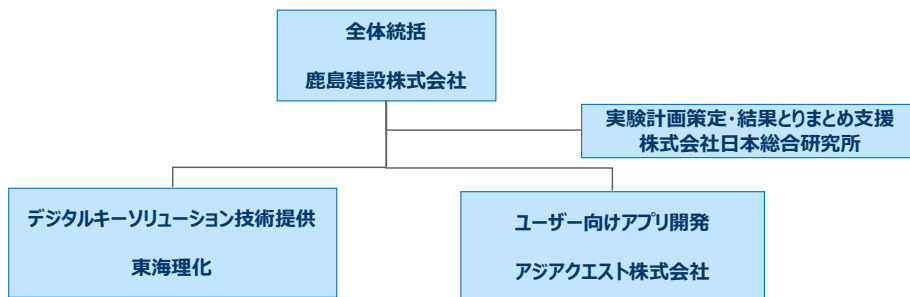 全体統括
鹿島建設株式会社
実験計画策定・結果とりまとめ支援
株式会社日本総合研究所
デジタルキーソリューション技術提供
東海理化
ユーザー向けアプリ開発
アジアクエスト株式会社